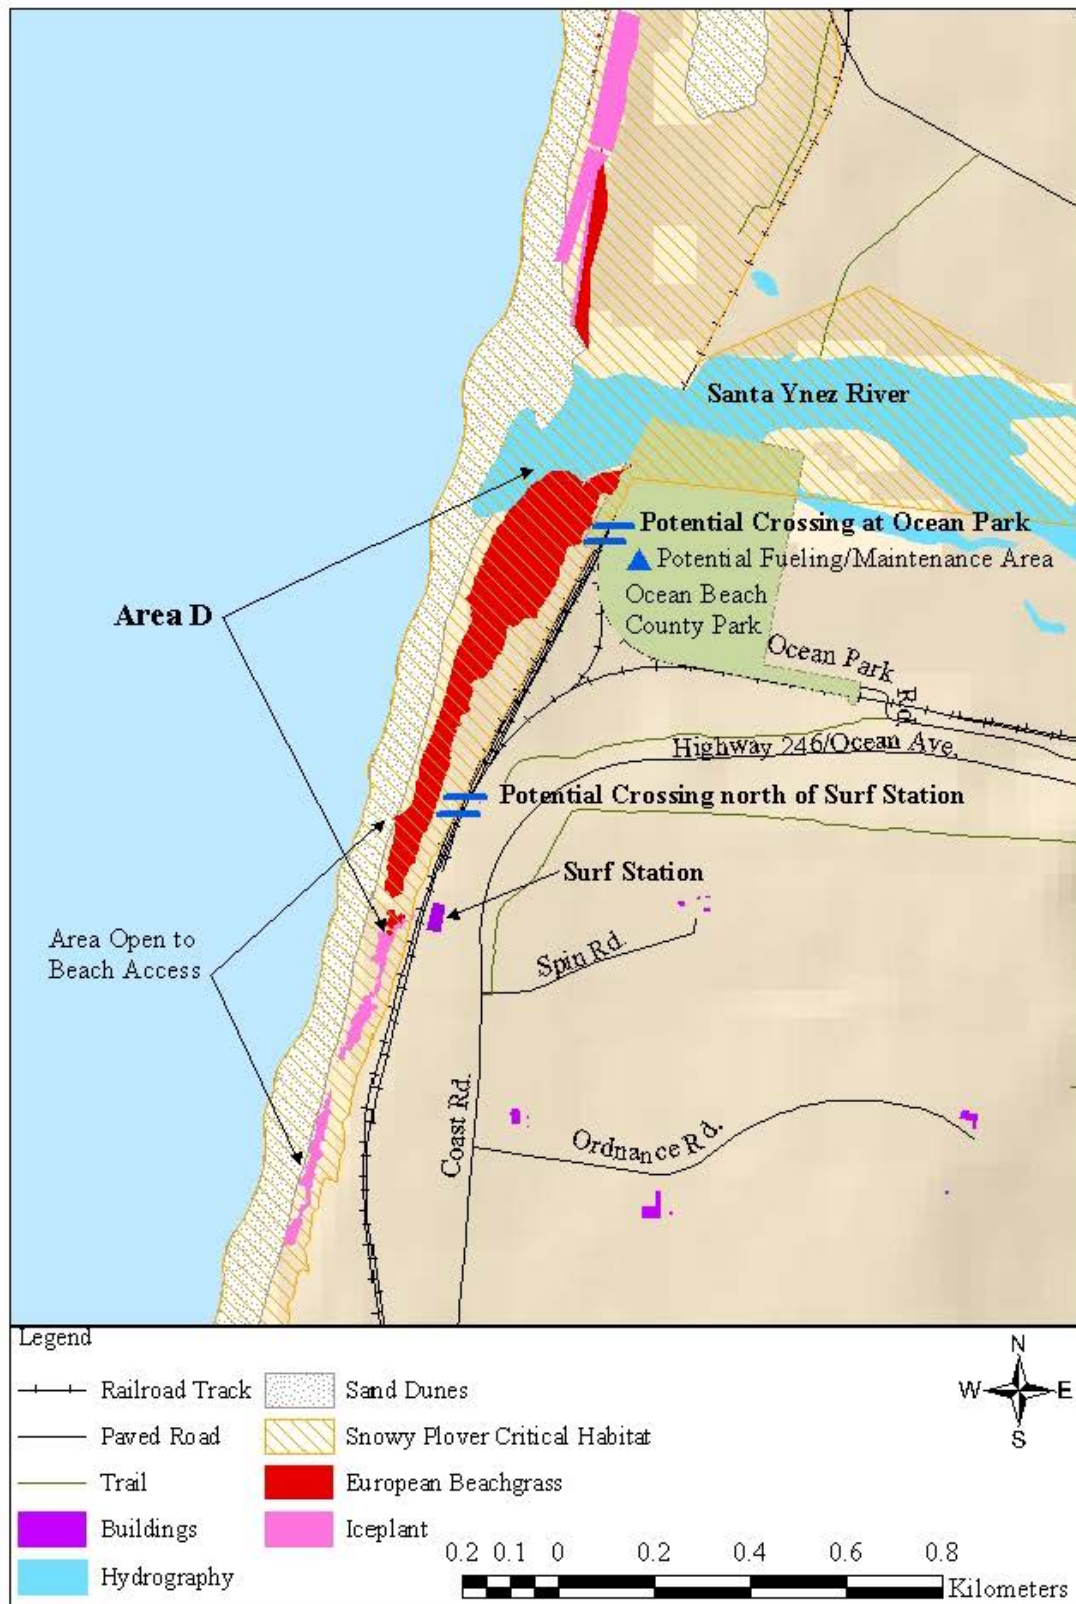 Santa Ynez River
Potential Crossing at Ocean Park
Potential Fueling/Maintenance Area
Area D
Ocean Beach
County Park
Ocean Park
Rd.
Highway 246/Ocean Ave.
Potential Crossing north of Surf Station
Surf Station
Area Open to
Beach Access
Spin Rd.
Coast Rd.
Ordnance Rd.
Legend
Railroad Track
Paved Road
Trail
Buildings
Hydrography
Sand Dunes
Snowy Plover Critical Habitat
European Beachgrass
Iceplant
N
W E
S
0.2 0.1 0 0.2 0.4 0.6 0.8
Kilometers